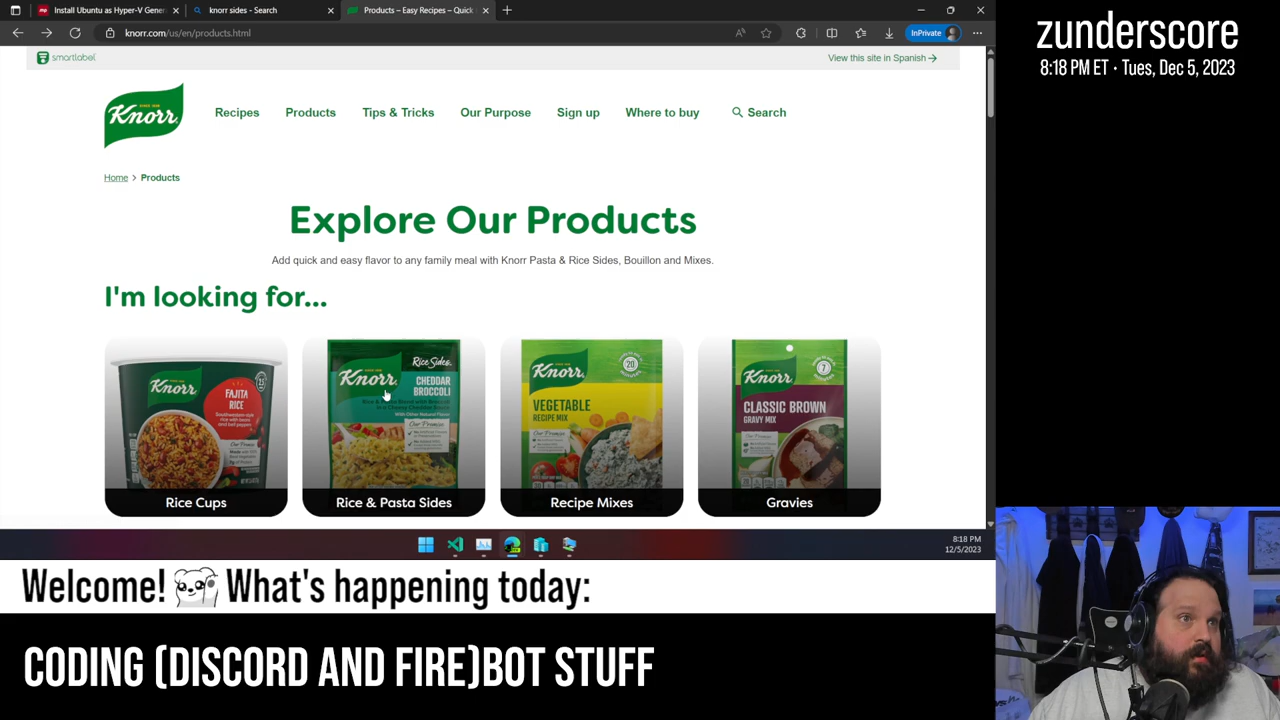 Install Ubuntu as Hyper-V Gener
knorr sides - Search
Products – Easy Recipes – Quick
knorr.com/us/en/products.html
InPrivate
smartlabel
View this site in Spanish
Knorr
Recipes
Products
Tips & Tricks
Our Purpose
Sign up
Where to buy
Search
Home
Products
Explore Our Products
Add quick and easy flavor to any family meal with Knorr Pasta & Rice Sides, Bouillon and Mixes.
I'm looking for...
Knorr
FAJITA
RICE
Rice Cups
Rice Sides
Knorr
CHEDDAR
BROCCOLI
Rice & Pasta Sides
Knorr
VEGETABLE
RECIPE MIX
Recipe Mixes
Knorr
CLASSIC BROWN
GRAVY MIX
Gravies
8:18 PM
12/5/2023
zunderscore
8:18 PM ET • Tues, Dec 5, 2023
Welcome! What's happening today:
CODING (DISCORD AND FIRE)BOT STUFF